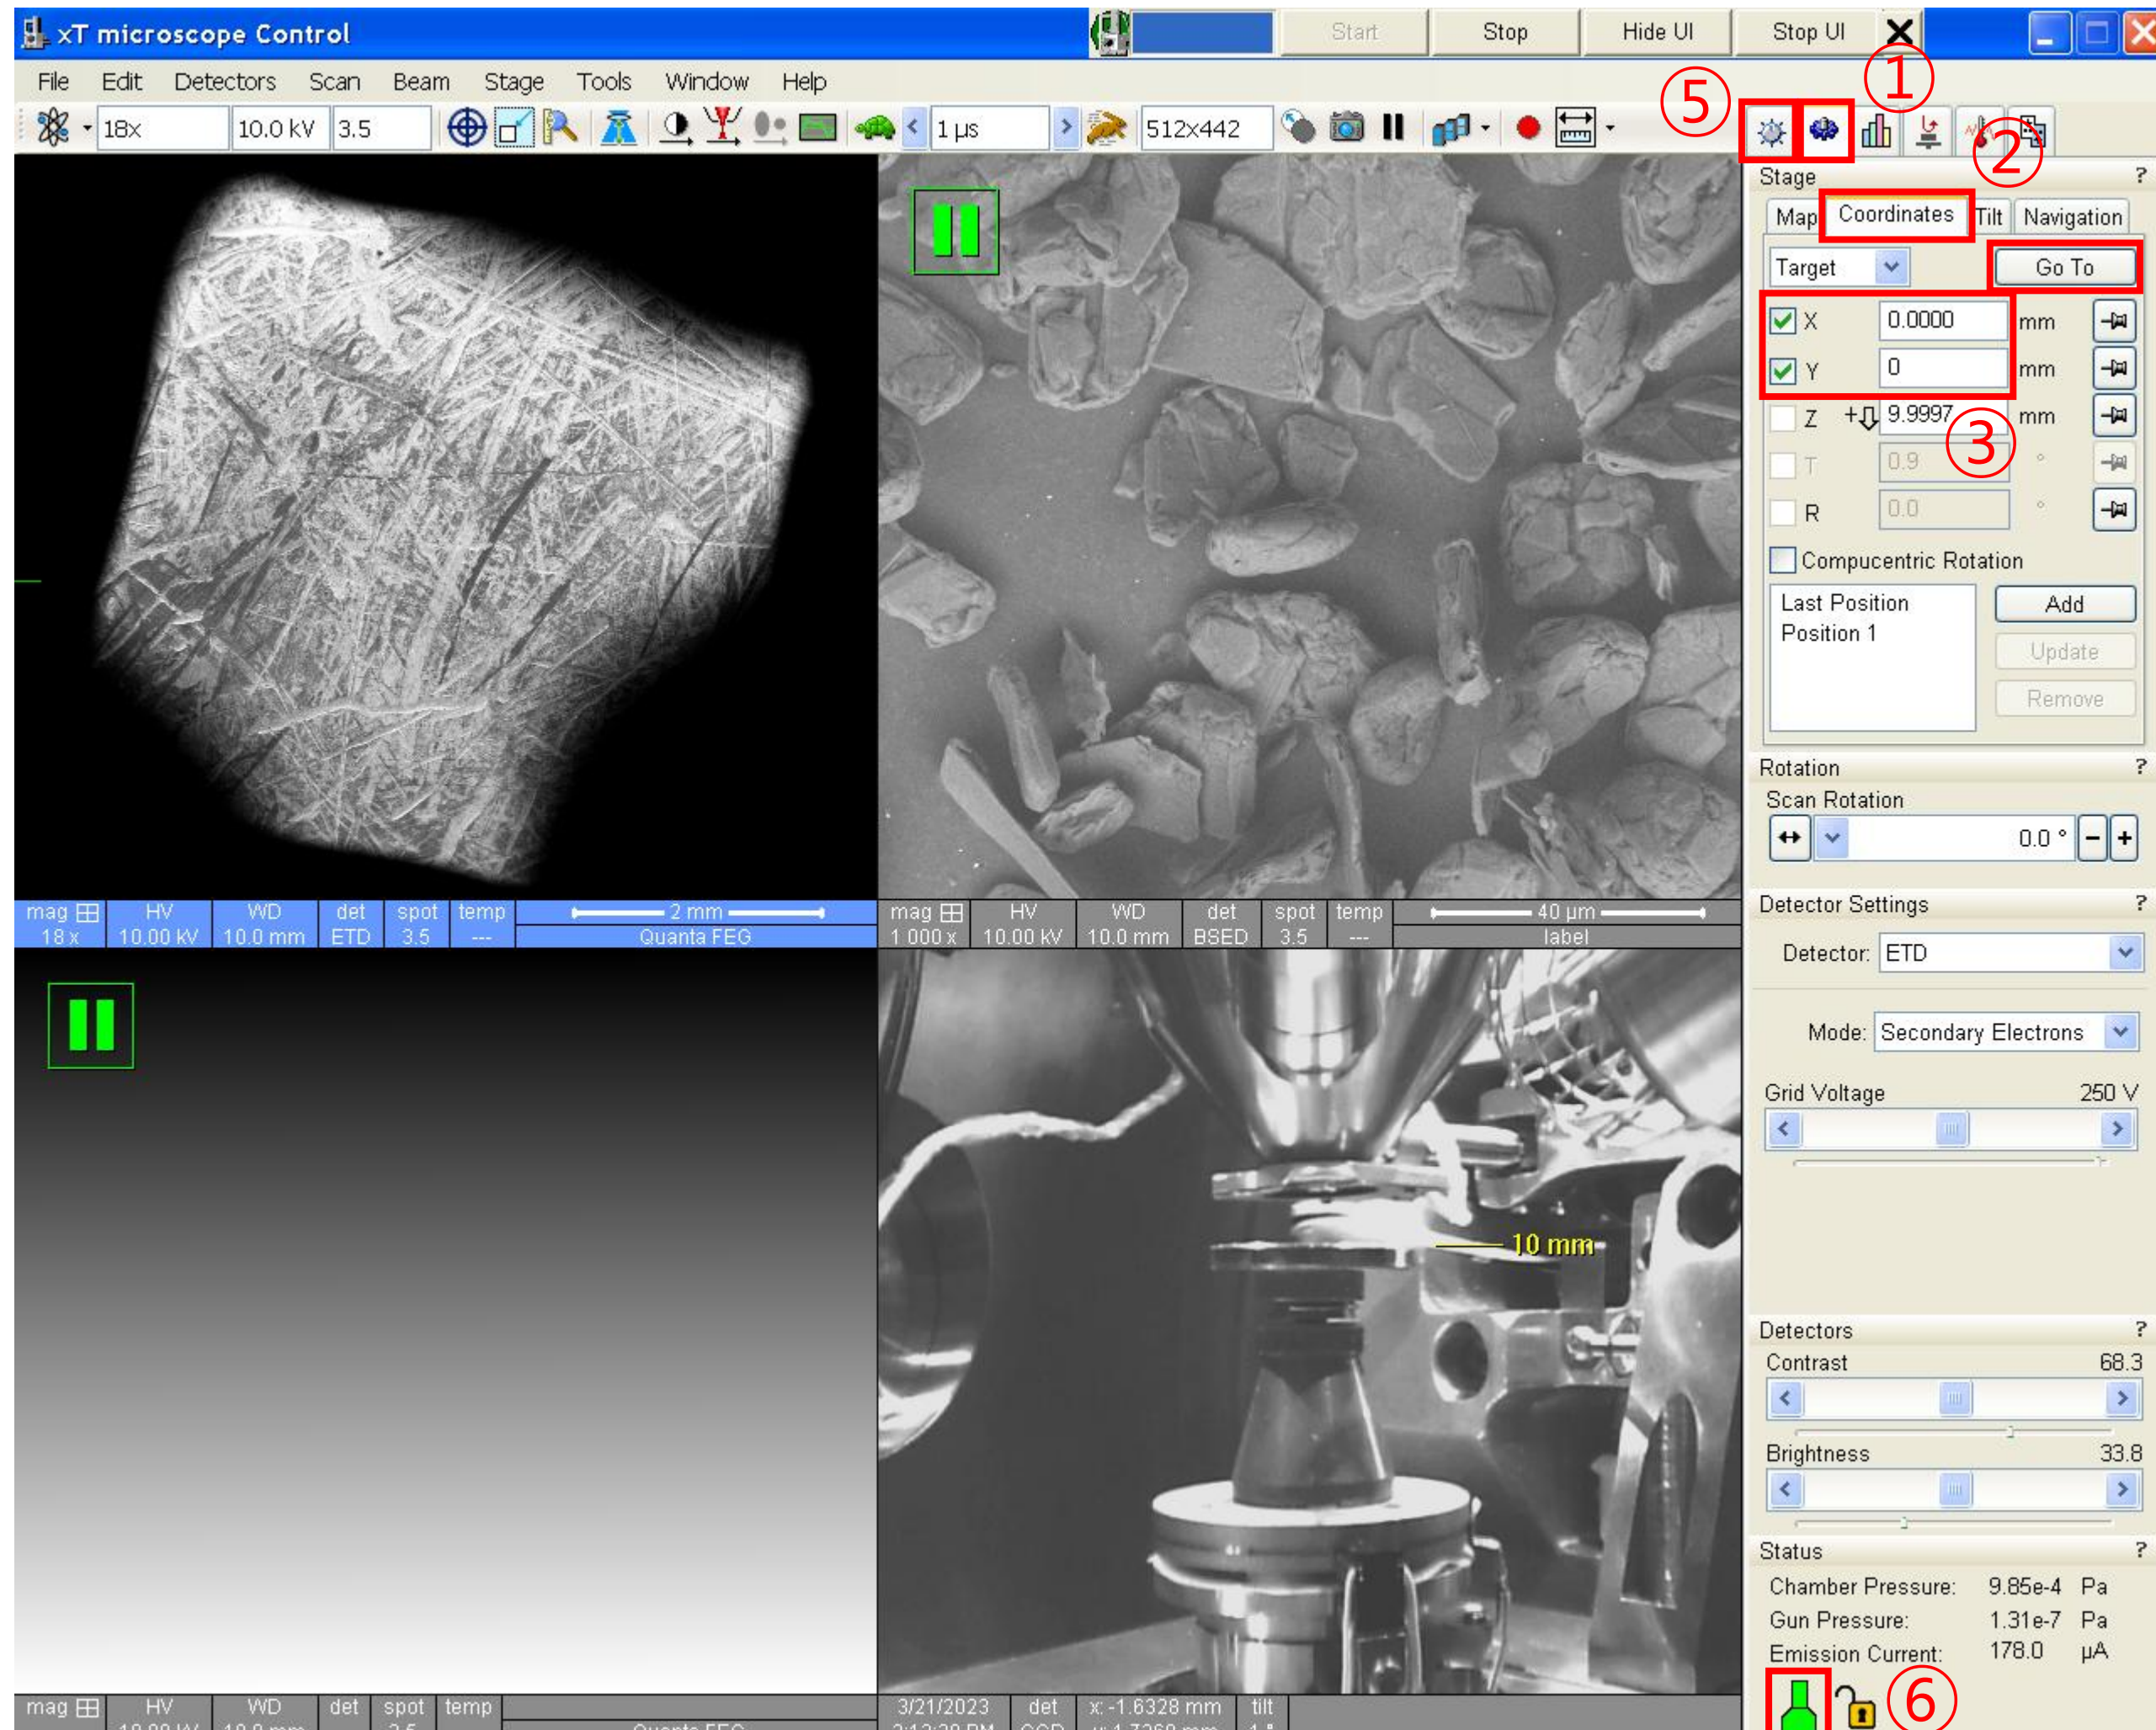 xT microscope Control
Start Stop Hide UI Stop UI
①
File Edit Detectors Scan Beam Stage Tools Window Help
⑤
18x 10.0 kV 3.5 1 µs 512x442
②
Stage ?
Map Coordinates Tilt Navigation
Target Go To
X 0.0000 mm
Y 0 mm
Z + 9.9997 mm
③
T 0.9 °
R 0.0 °
Compucentric Rotation
Last Position Add
Position 1
Update
Remove
Rotation ?
Scan Rotation
0.0 ° − +
Detector Settings ?
Detector: ETD
Mode: Secondary Electrons
Grid Voltage 250 V
Detectors ?
Contrast 68.3
Brightness 33.8
Status ?
Chamber Pressure: 9.85e-4 Pa
Gun Pressure: 1.31e-7 Pa
Emission Current: 178.0 µA
⑥
mag HV WD det spot temp 2 mm
18 x 10.00 kV 10.0 mm ETD 3.5 --- Quanta FEG
mag HV WD det spot temp 40 µm
1 000 x 10.00 kV 10.0 mm BSED 3.5 --- label
10 mm
mag HV WD det spot temp
3/21/2023 det x: -1.6328 mm tilt